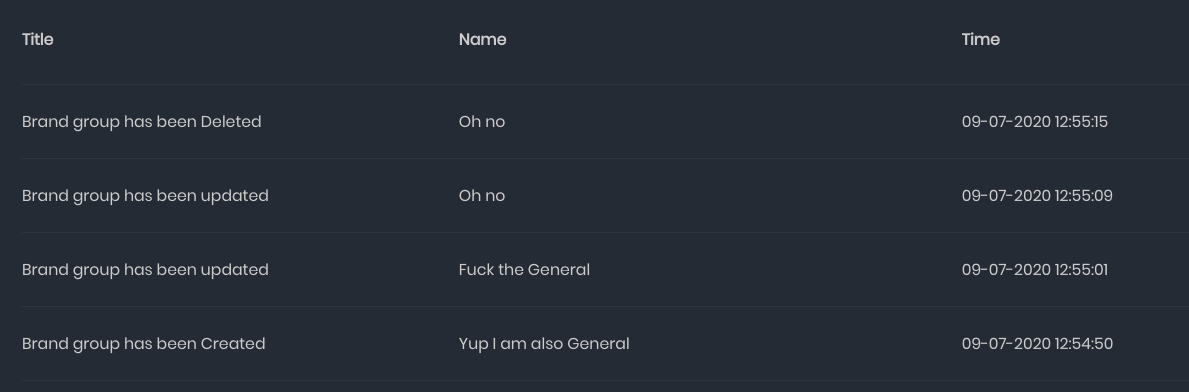 Title Name Time
Brand group has been Deleted Oh no 09-07-2020 12:55:15
Brand group has been updated Oh no 09-07-2020 12:55:09
Brand group has been updated Fuck the General 09-07-2020 12:55:01
Brand group has been Created Yup I am also General 09-07-2020 12:54:50